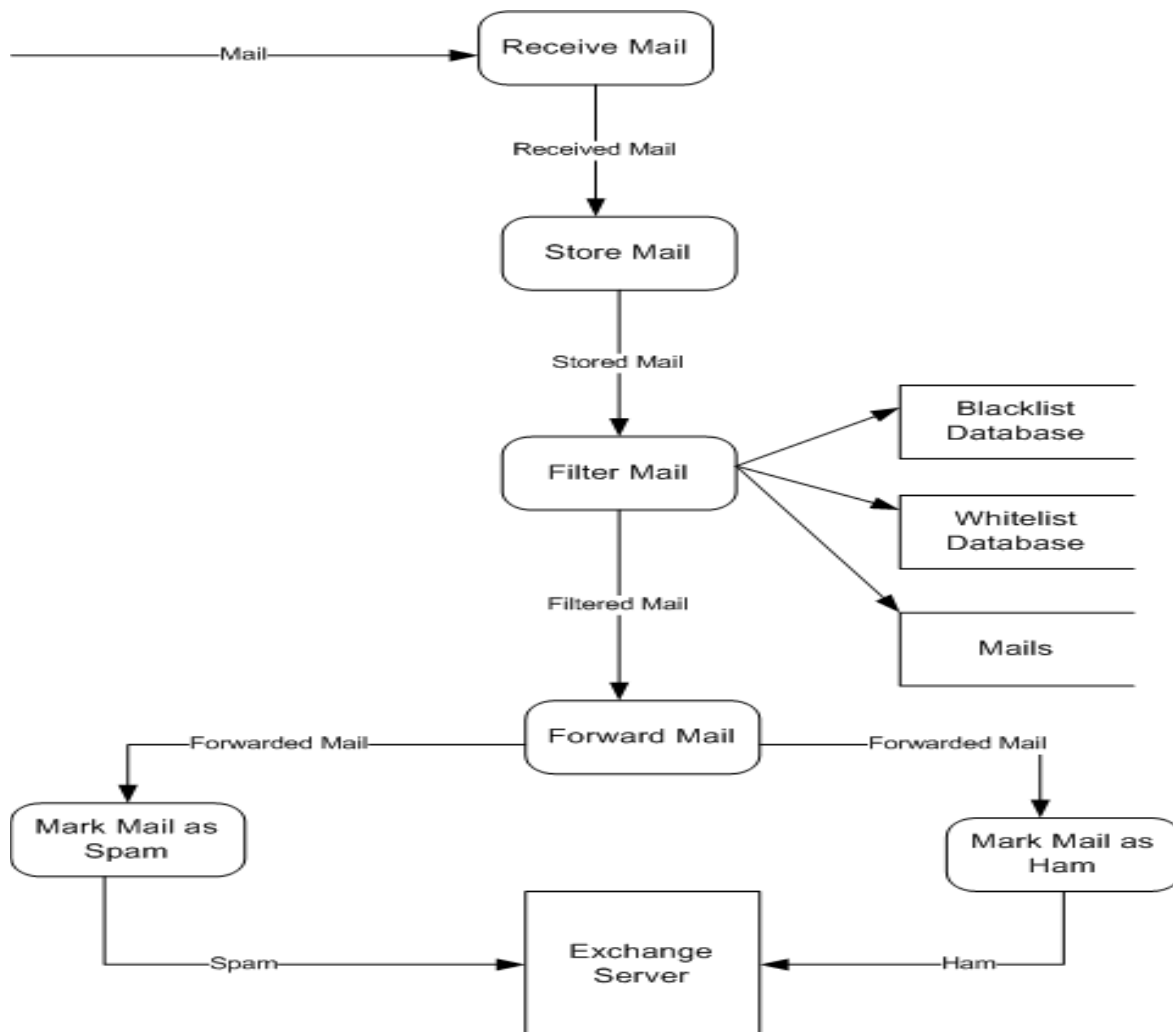 Mail
Receive Mail
Received Mail
Store Mail
Stored Mail
Blacklist
Database
Filter Mail
Whitelist
Database
Filtered Mail
Mails
Forward Mail
Forwarded Mail
Forwarded Mail
Mark Mail as
Spam
Mark Mail as
Ham
Exchange
Server
Spam
Ham